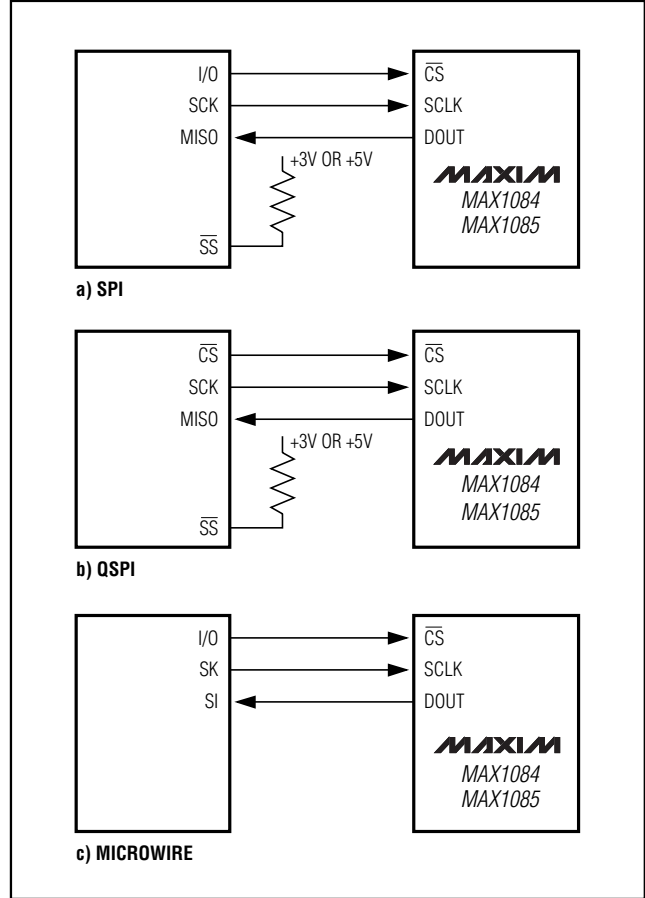 I/O CS
SCK SCLK
MISO DOUT
+3V OR +5V
MAXIM
MAX1084
MAX1085
SS
a) SPI
CS CS
SCK SCLK
MISO DOUT
+3V OR +5V
MAXIM
MAX1084
MAX1085
SS
b) QSPI
I/O CS
SK SCLK
SI DOUT
MAXIM
MAX1084
MAX1085
c) MICROWIRE